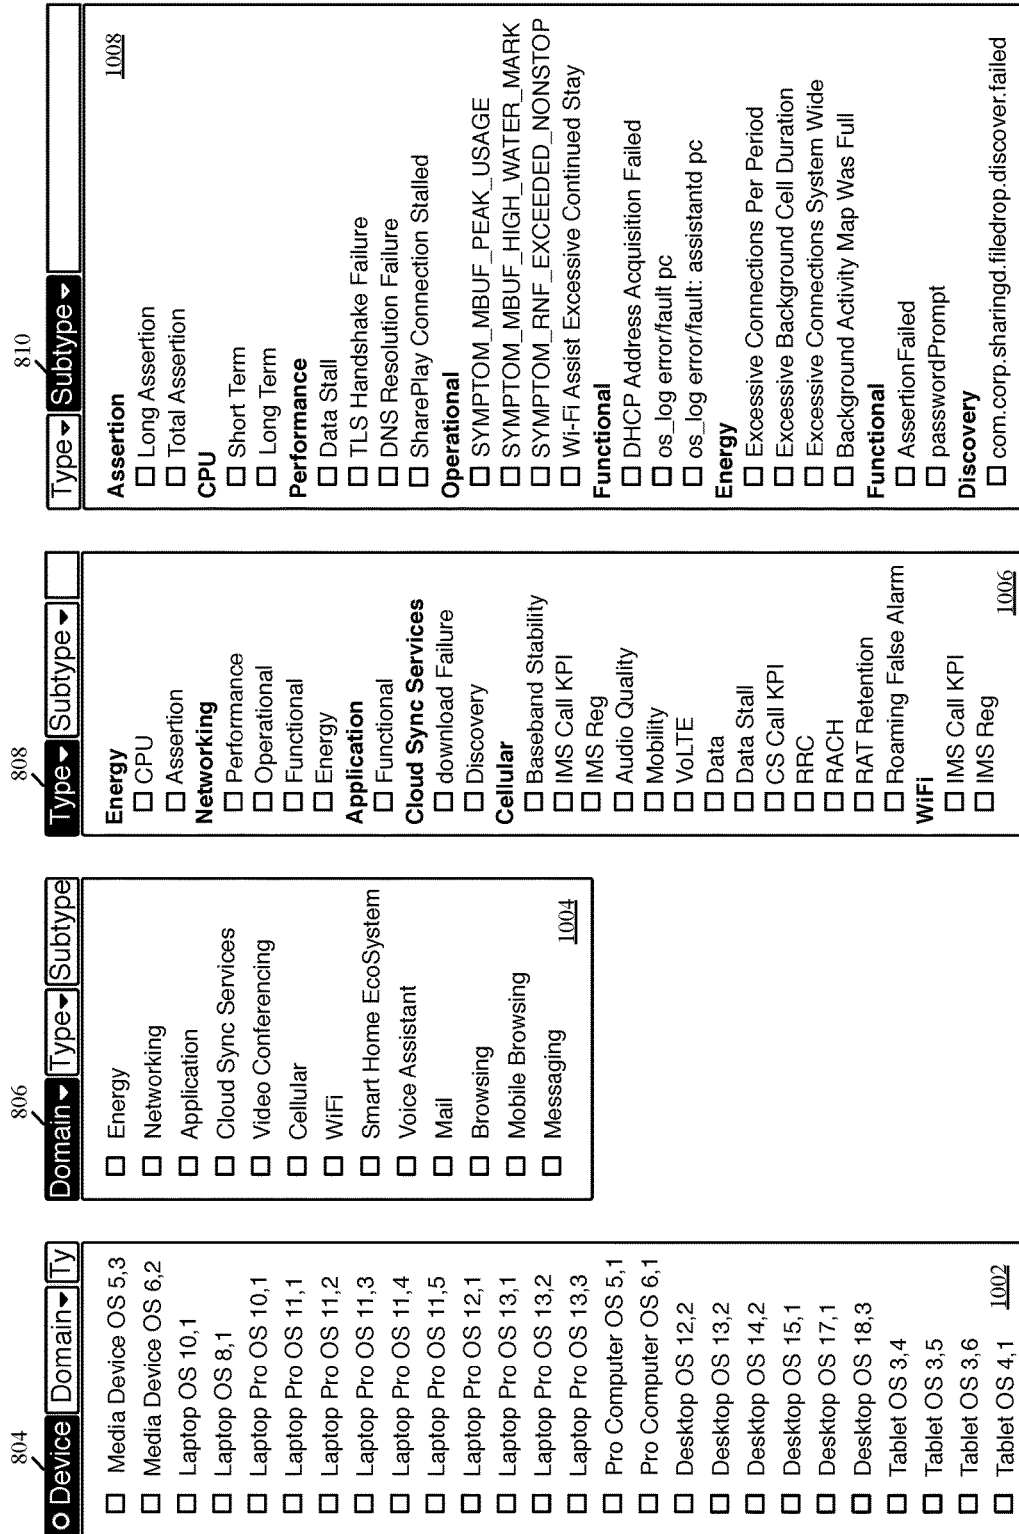 804
O Device Domain▾ Ty
Media Device OS 5,3
Media Device OS 6,2
Laptop OS 10,1
Laptop OS 8,1
Laptop Pro OS 10,1
Laptop Pro OS 11,1
Laptop Pro OS 11,2
Laptop Pro OS 11,3
Laptop Pro OS 11,4
Laptop Pro OS 11,5
Laptop Pro OS 12,1
Laptop Pro OS 13,1
Laptop Pro OS 13,2
Laptop Pro OS 13,3
Pro Computer OS 5,1
Pro Computer OS 6,1
Desktop OS 12,2
Desktop OS 13,2
Desktop OS 14,2
Desktop OS 15,1
Desktop OS 17,1
Desktop OS 18,3
Tablet OS 3,4
Tablet OS 3,5
Tablet OS 3,6
Tablet OS 4,1
1002
806
Domain▾ Type▾ Subtype
Energy
Networking
Application
Cloud Sync Services
Video Conferencing
Cellular
WiFi
Smart Home EcoSystem
Voice Assistant
Mail
Browsing
Mobile Browsing
Messaging
1004
808
Type▾ Subtype▾
Energy
CPU
Assertion
Networking
Performance
Operational
Functional
Energy
Application
Functional
Cloud Sync Services
download Failure
Discovery
Cellular
Baseband Stability
IMS Call KPI
IMS Reg
Audio Quality
Mobility
VoLTE
Data
Data Stall
CS Call KPI
RRC
RACH
RAT Retention
Roaming False Alarm
WiFi
IMS Call KPI
IMS Reg
1006
810
Type▾ Subtype▾
Assertion
1008
Long Assertion
Total Assertion
CPU
Short Term
Long Term
Performance
Data Stall
TLS Handshake Failure
DNS Resolution Failure
SharePlay Connection Stalled
Operational
SYMPTOM_MBUF_PEAK_USAGE
SYMPTOM_MBUF_HIGH_WATER_MARK
SYMPTOM_RNF_EXCEEDED_NONSTOP
Wi-Fi Assist Excessive Continued Stay
Functional
DHCP Address Acquisition Failed
os_log error/fault pc
os_log error/fault: assistantd pc
Energy
Excessive Connections Per Period
Excessive Background Cell Duration
Excessive Connections System Wide
Background Activity Map Was Full
Functional
AssertionFailed
passwordPrompt
Discovery
com.corp.sharingd.filedrop.discover.failed